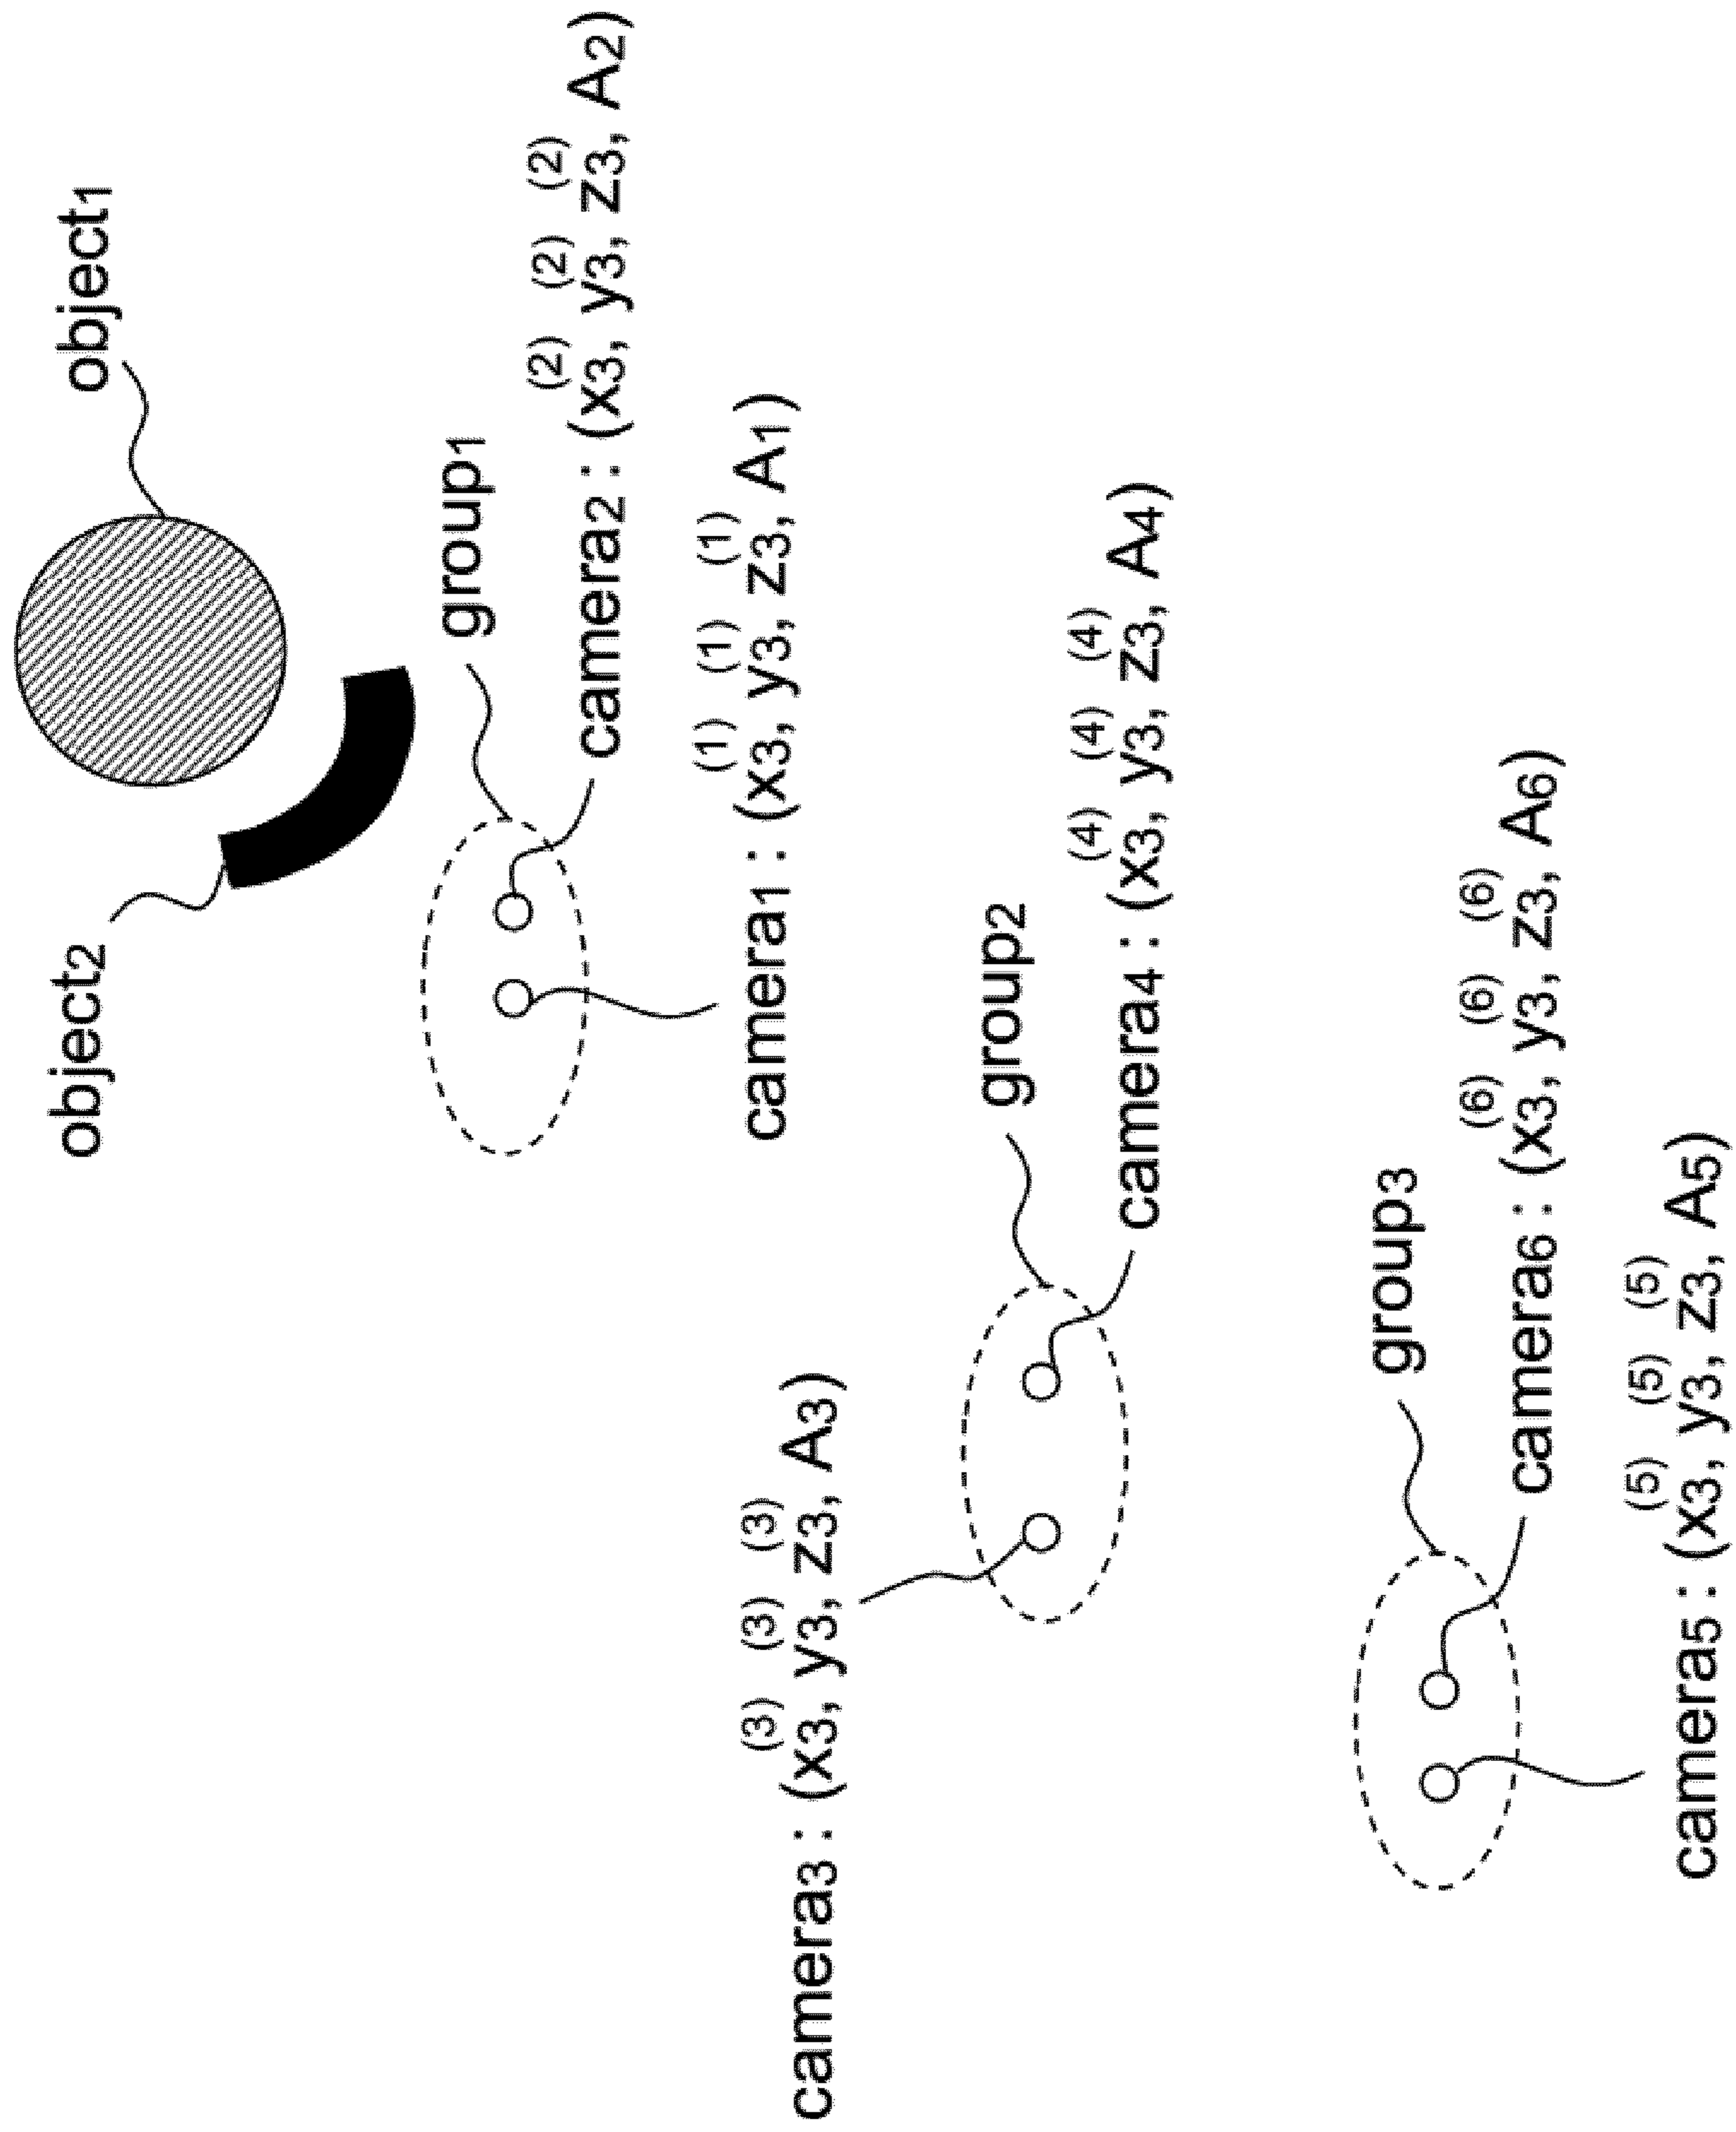 object₁
object₂
group₁
camera₂ : (x₃⁽²⁾, y₃⁽²⁾, z₃⁽²⁾, A₂)
camera₁ : (x₃⁽¹⁾, y₃⁽¹⁾, z₃⁽¹⁾, A₁)
camera₃ : (x₃⁽³⁾, y₃⁽³⁾, z₃⁽³⁾, A₃)
group₂
camera₄ : (x₃⁽⁴⁾, y₃⁽⁴⁾, z₃⁽⁴⁾, A₄)
group₃
camera₆ : (x₃⁽⁶⁾, y₃⁽⁶⁾, z₃⁽⁶⁾, A₆)
camera₅ : (x₃⁽⁵⁾, y₃⁽⁵⁾, z₃⁽⁵⁾, A₅)